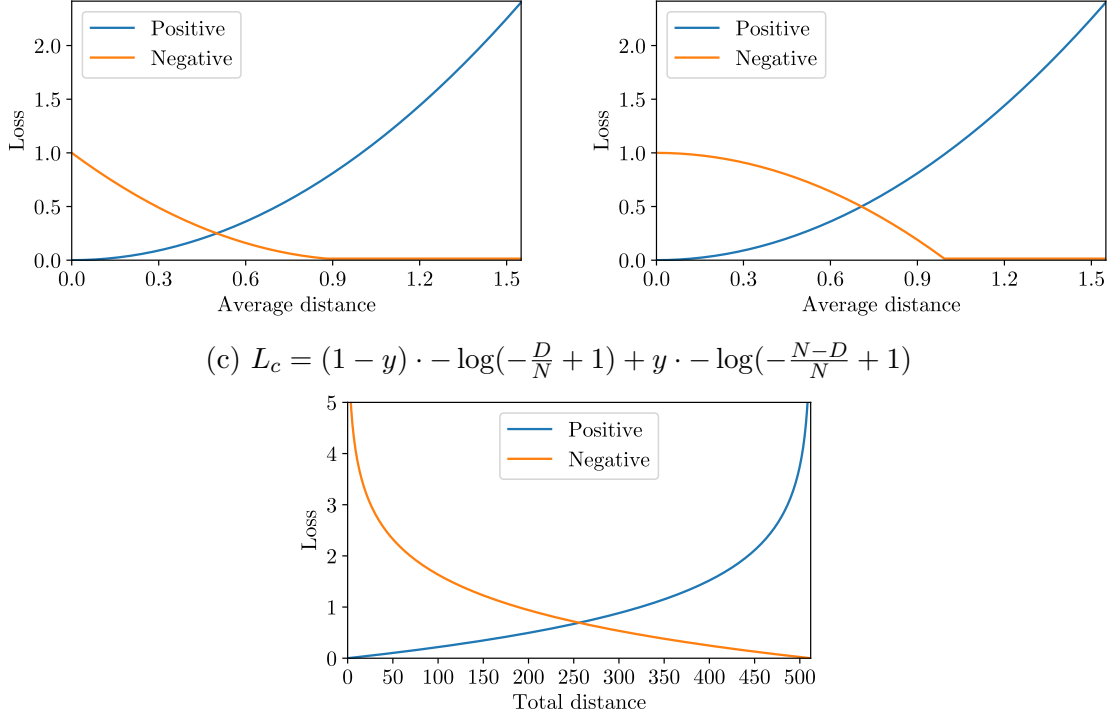 Positive
Negative
2.0
1.5
1.0
0.5
0.0
Loss
0.0 0.3 0.6 0.9 1.2 1.5
Average distance
Positive
Negative
2.0
1.5
1.0
0.5
0.0
Loss
0.0 0.3 0.6 0.9 1.2 1.5
Average distance
(c) $L_c = (1 - y) \cdot -\log(-\frac{D}{N} + 1) + y \cdot -\log(-\frac{N-D}{N} + 1)$
Positive
Negative
5
4
3
2
1
0
Loss
0 50 100 150 200 250 300 350 400 450 500
Total distance